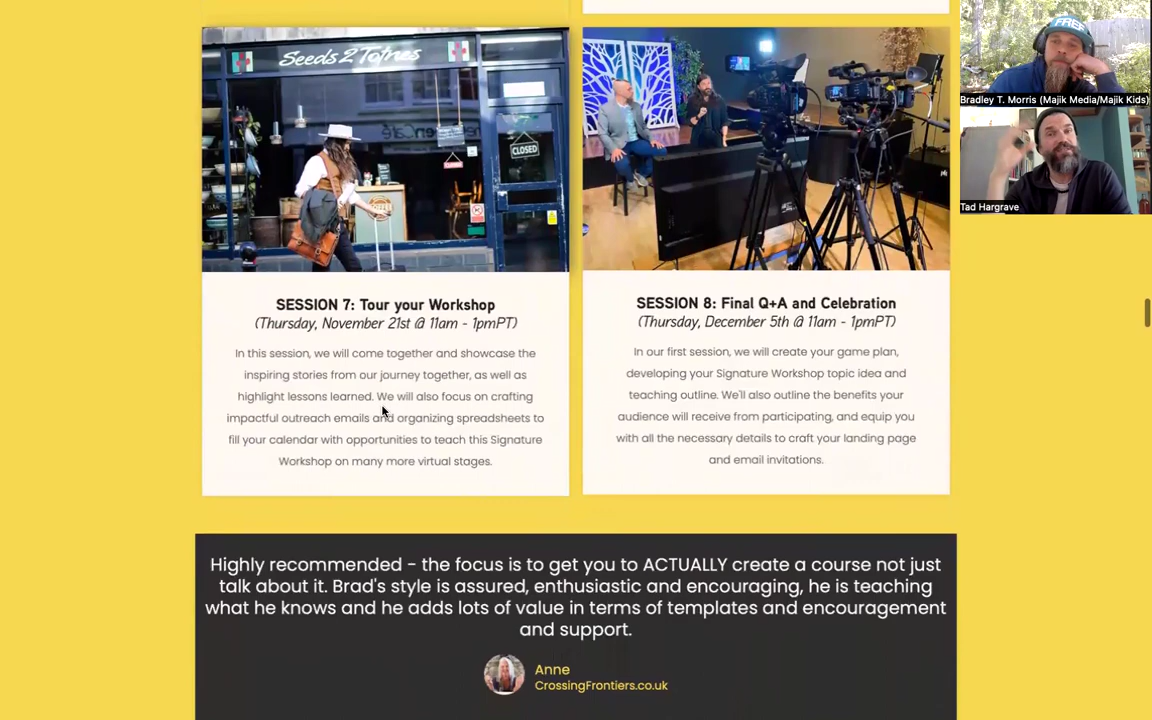 Seeds 2 Totnes
CLOSED
SESSION 7: Tour your Workshop
(Thursday, November 21st @ 11am - 1pmPT)
In this session, we will come together and showcase the
inspiring stories from our journey together, as well as
highlight lessons learned. We will also focus on crafting
impactful outreach emails and organizing spreadsheets to
fill your calendar with opportunities to teach this Signature
Workshop on many more virtual stages.
SESSION 8: Final Q+A and Celebration
(Thursday, December 5th @ 11am - 1pmPT)
In our first session, we will create your game plan,
developing your Signature Workshop topic idea and
teaching outline. We'll also outline the benefits your
audience will receive from participating, and equip you
with all the necessary details to craft your landing page
and email invitations.
Highly recommended - the focus is to get you to ACTUALLY create a course not just
talk about it. Brad's style is assured, enthusiastic and encouraging, he is teaching
what he knows and he adds lots of value in terms of templates and encouragement
and support.
Anne
CrossingFrontiers.co.uk
FREE
Bradley T. Morris (Majik Media/Majik Kids)
Tad Hargrave